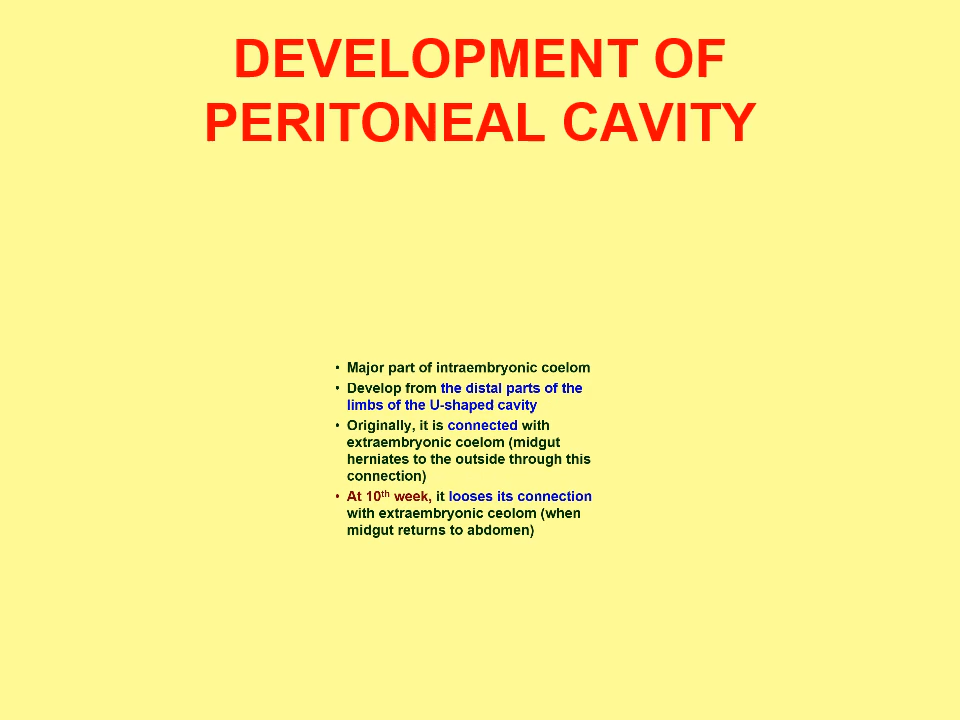 DEVELOPMENT OF
PERITONEAL CAVITY
• Major part of intraembryonic coelom
• Develop from the distal parts of the
limbs of the U-shaped cavity
• Originally, it is connected with
extraembryonic coelom (midgut
herniates to the outside through this
connection)
• At 10th week, it looses its connection
with extraembryonic ceolom (when
midgut returns to abdomen)